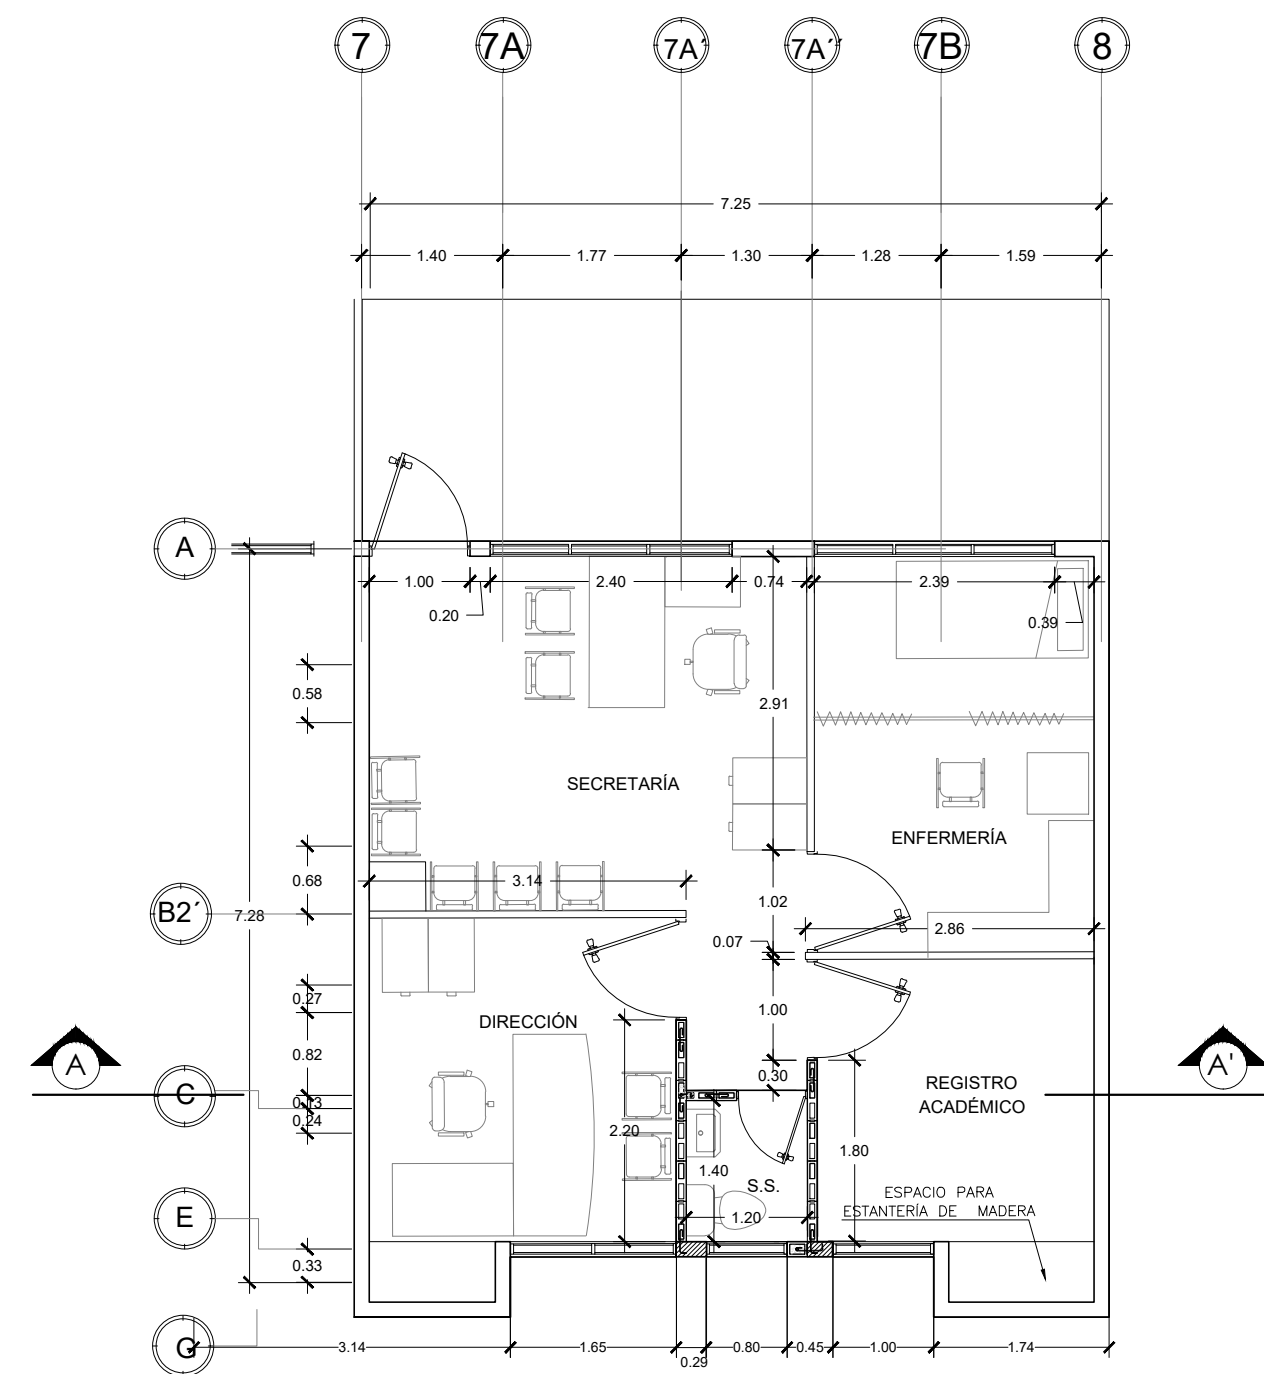 7 7A 7A´ 7A´´ 7B 8
7.25
1.40 1.77 1.30 1.28 1.59
A
1.00 2.40 0.74 2.39
0.20 0.39
0.58 2.91
SECRETARÍA
ENFERMERÍA
0.68 3.14
1.02
B2´ 7.28
2.86
0.07
0.27 1.00
DIRECCIÓN
0.82
A A'
0.30
REGISTRO
ACADÉMICO
C
0.13
0.24 2.20 1.80
1.40
S.S.
ESPACIO PARA
ESTANTERÍA DE MADERA
E 1.20
0.33
G 3.14 1.65 0.80 0.45 1.00 1.74
0.29